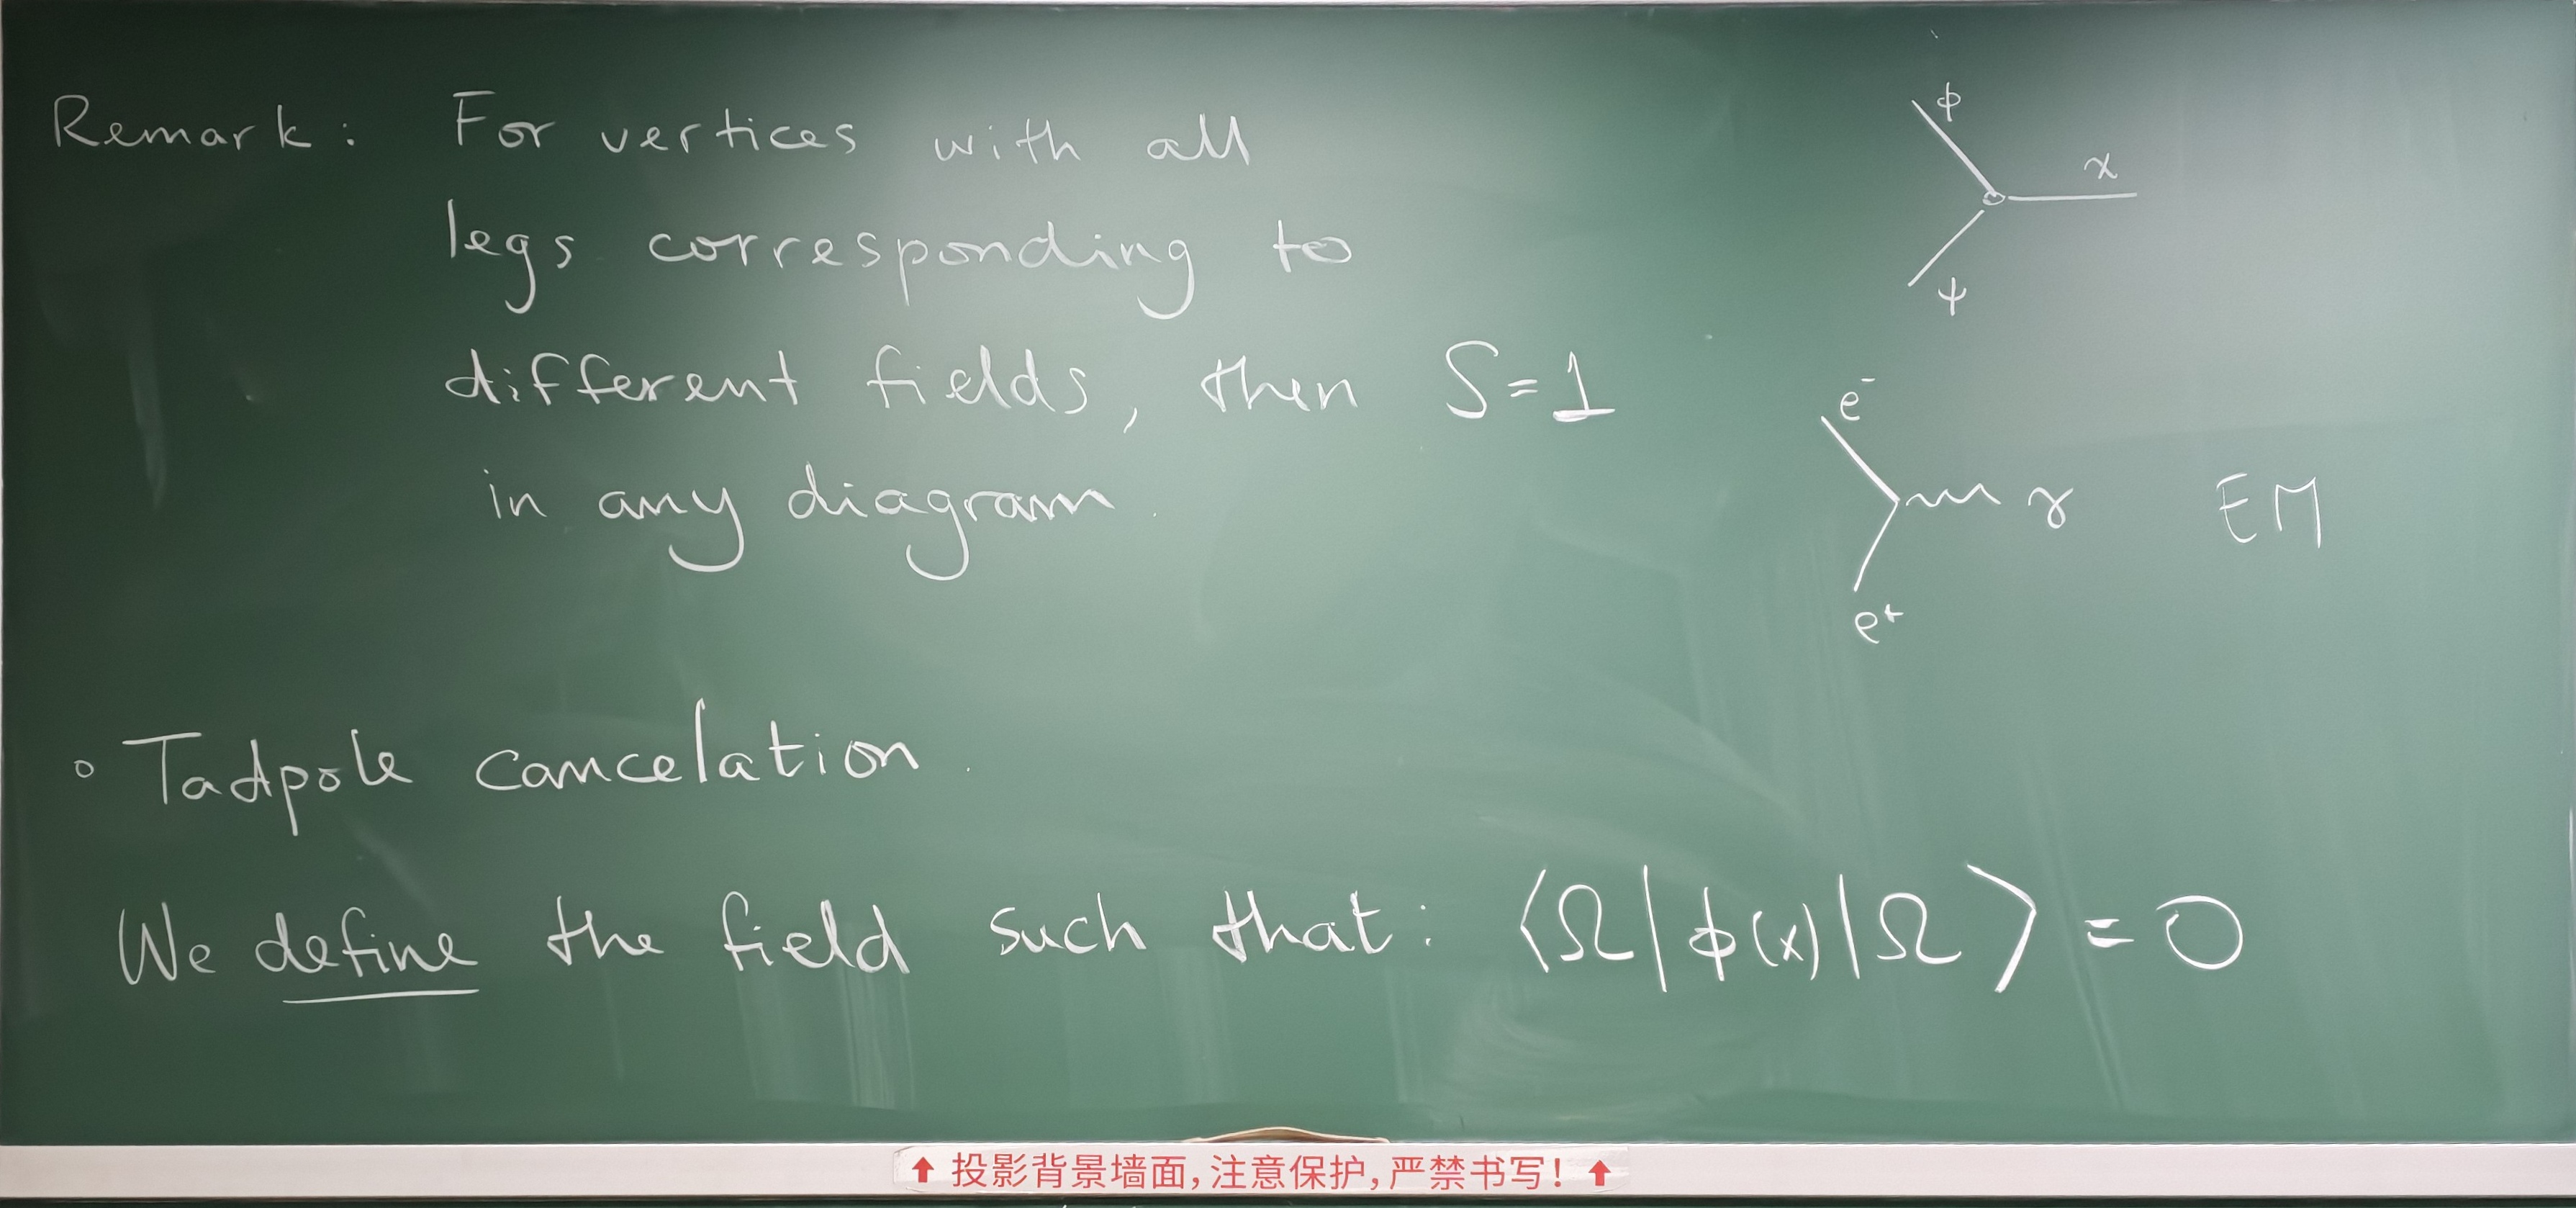 Remark: For vertices with all
legs corresponding to
different fields, then S=1
in any diagram.
ϕ
χ
ψ
e⁻
γ EM
e⁺
∘ Tadpole cancelation.
We define the field such that: ⟨Ω|ϕ(x)|Ω⟩ = 0
⬆ 投影背景墙面,注意保护,严禁书写! ⬆